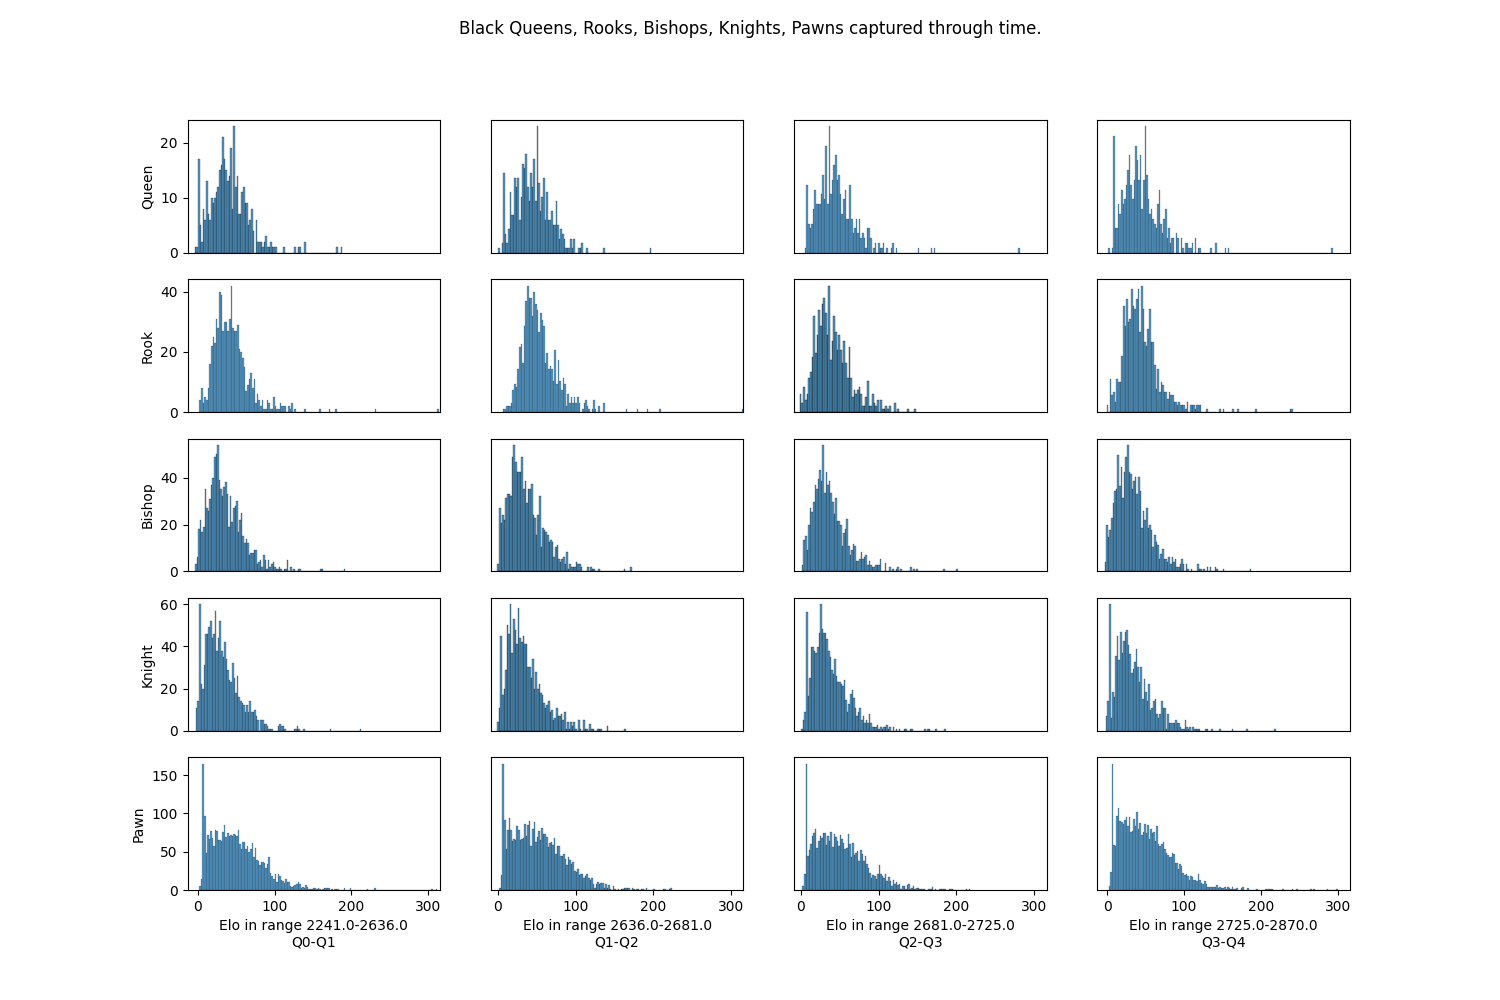 Black Queens, Rooks, Bishops, Knights, Pawns captured through time.
Queen
20
10
0
Rook
40
20
0
Bishop
40
20
0
Knight
60
40
20
0
Pawn
150
100
50
0
0 100 200 300
0 100 200 300
0 100 200 300
0 100 200 300
Elo in range 2241.0-2636.0
Q0-Q1
Elo in range 2636.0-2681.0
Q1-Q2
Elo in range 2681.0-2725.0
Q2-Q3
Elo in range 2725.0-2870.0
Q3-Q4